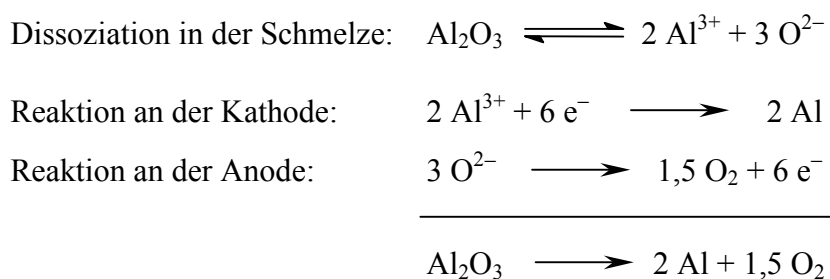 Dissoziation in der Schmelze: Al₂O₃ ⇌ 2 Al³⁺ + 3 O²⁻
Reaktion an der Kathode: 2 Al³⁺ + 6 e⁻ ⟶ 2 Al
Reaktion an der Anode: 3 O²⁻ ⟶ 1,5 O₂ + 6 e⁻
Al₂O₃ ⟶ 2 Al + 1,5 O₂